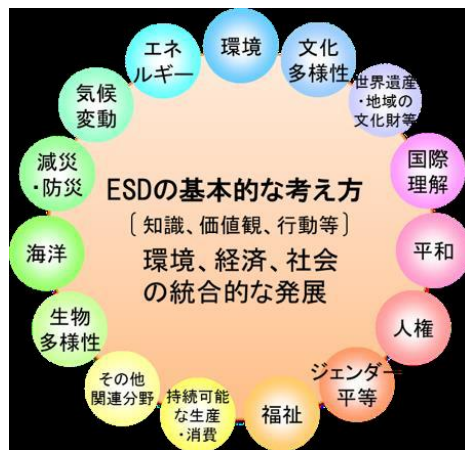 環境
文化
多様性
世界遺産
・地域の
文化財等
国際
理解
平和
人権
ジェンダー
平等
福祉
持続可能
な生産
・消費
その他
関連分野
生物
多様性
海洋
減災
・防災
気候
変動
エネ
ルギー
ESDの基本的な考え方
[知識、価値観、行動等]
環境、経済、社会
の統合的な発展